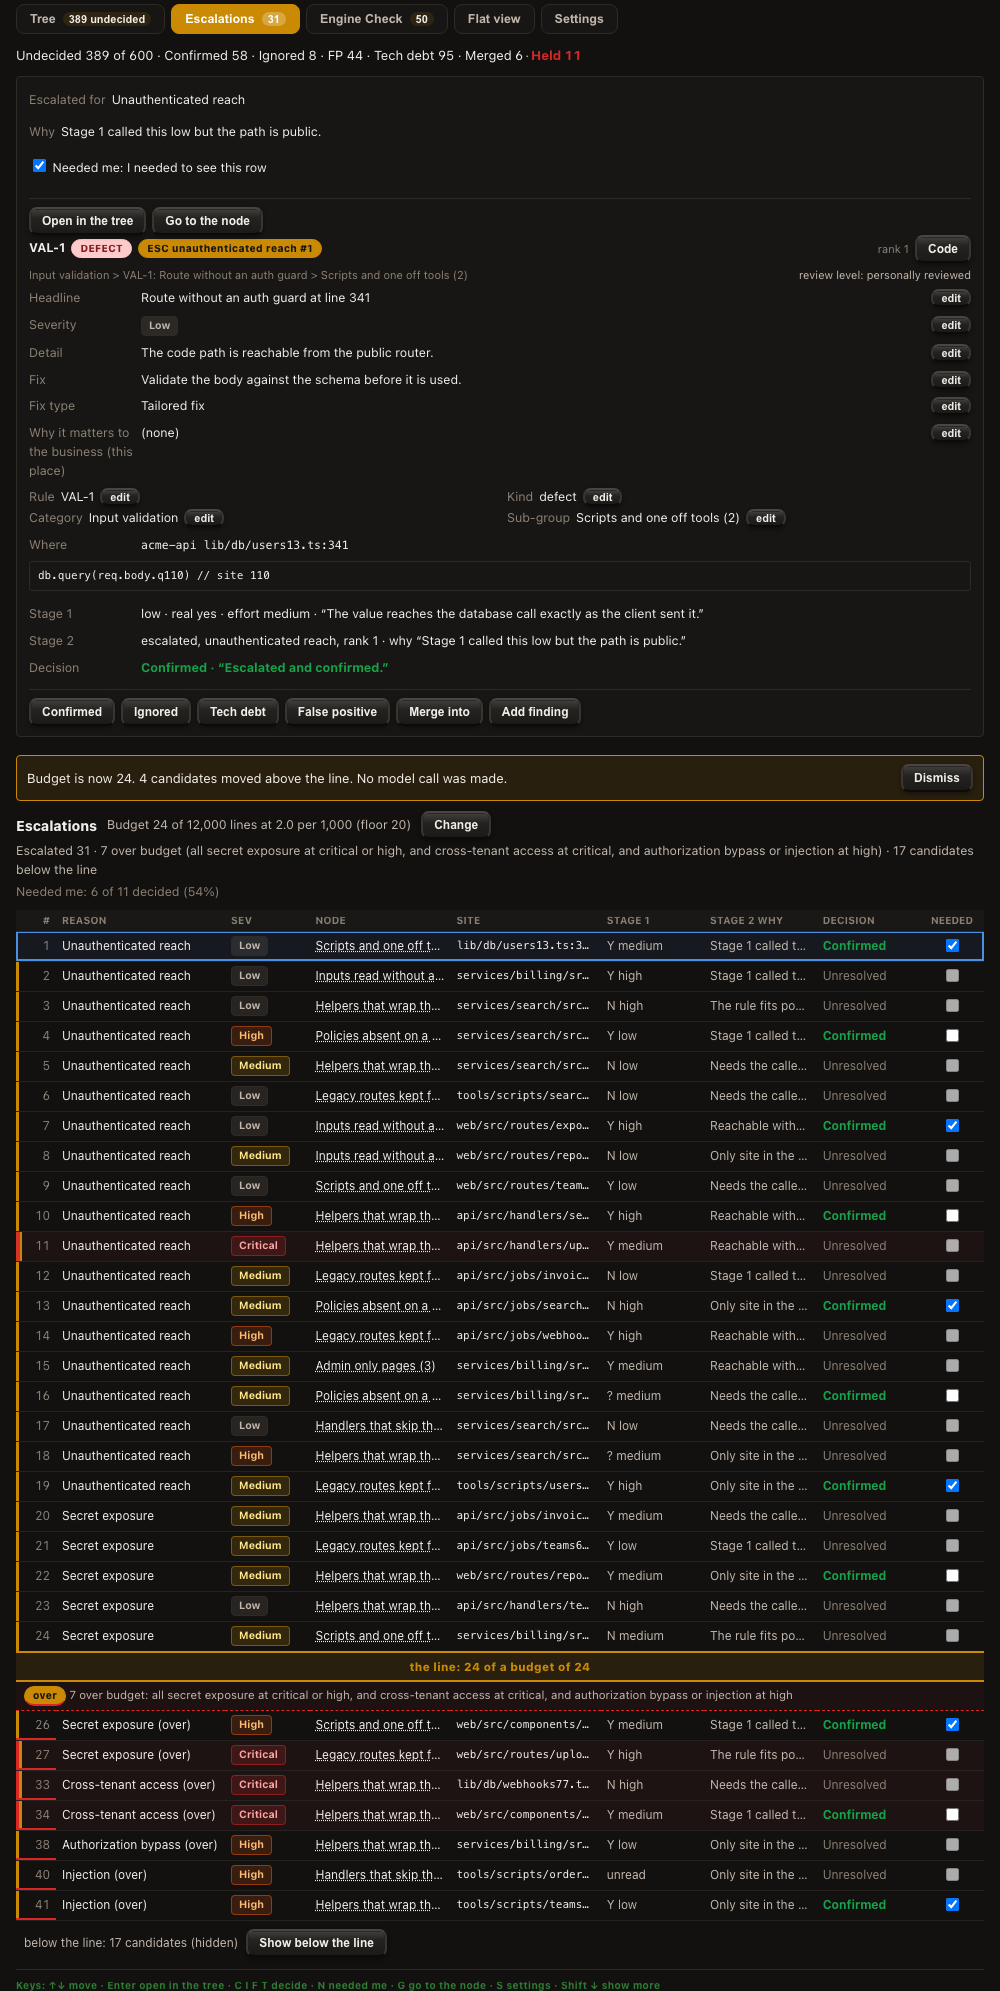 Tree 389 undecided Escalations 31 Engine Check 50 Flat view Settings
Undecided 389 of 600 · Confirmed 58 · Ignored 8 · FP 44 · Tech debt 95 · Merged 6 · Held 11
Escalated for Unauthenticated reach
Why Stage 1 called this low but the path is public.
Needed me: I needed to see this row
Open in the tree Go to the node
VAL-1 DEFECT ESC unauthenticated reach #1 rank 1 Code
Input validation > VAL-1: Route without an auth guard > Scripts and one off tools (2) review level: personally reviewed
Headline Route without an auth guard at line 341 edit
Severity Low edit
Detail The code path is reachable from the public router. edit
Fix Validate the body against the schema before it is used. edit
Fix type Tailored fix edit
Why it matters to the business (this place) (none) edit
Rule VAL-1 edit Kind defect edit
Category Input validation edit Sub-group Scripts and one off tools (2) edit
Where acme-api lib/db/users13.ts:341
db.query(req.body.q110) // site 110
Stage 1 low · real yes · effort medium · “The value reaches the database call exactly as the client sent it.”
Stage 2 escalated, unauthenticated reach, rank 1 · why “Stage 1 called this low but the path is public.”
Decision Confirmed · “Escalated and confirmed.”
Confirmed Ignored Tech debt False positive Merge into Add finding
Budget is now 24. 4 candidates moved above the line. No model call was made. Dismiss
Escalations Budget 24 of 12,000 lines at 2.0 per 1,000 (floor 20) Change
Escalated 31 · 7 over budget (all secret exposure at critical or high, and cross-tenant access at critical, and authorization bypass or injection at high) · 17 candidates
below the line
Needed me: 6 of 11 decided (54%)
# REASON SEV NODE SITE STAGE 1 STAGE 2 WHY DECISION NEEDED
1 Unauthenticated reach Low Scripts and one off t... lib/db/users13.ts:3… Y medium Stage 1 called t... Confirmed
2 Unauthenticated reach Low Inputs read without a... services/billing/sr… Y high Stage 1 called t... Unresolved
3 Unauthenticated reach Low Helpers that wrap th... services/search/src… N high The rule fits po... Unresolved
4 Unauthenticated reach High Policies absent on a ... services/search/src… Y low Stage 1 called t... Confirmed
5 Unauthenticated reach Medium Helpers that wrap th... services/search/src… N low Needs the calle... Unresolved
6 Unauthenticated reach Low Legacy routes kept f... tools/scripts/searc… N low Needs the calle... Unresolved
7 Unauthenticated reach Low Inputs read without a... web/src/routes/expo… Y high Reachable with... Confirmed
8 Unauthenticated reach Medium Inputs read without a... web/src/routes/repo… N low Only site in the ... Unresolved
9 Unauthenticated reach Low Scripts and one off t... web/src/routes/team… Y low Needs the calle... Unresolved
10 Unauthenticated reach High Helpers that wrap th... api/src/handlers/se… Y high Reachable with... Confirmed
11 Unauthenticated reach Critical Helpers that wrap th... api/src/handlers/up… Y medium Reachable with... Unresolved
12 Unauthenticated reach Medium Legacy routes kept f... api/src/jobs/invoic… N low Stage 1 called t... Unresolved
13 Unauthenticated reach Medium Policies absent on a ... api/src/jobs/search… N high Only site in the ... Confirmed
14 Unauthenticated reach High Legacy routes kept f... api/src/jobs/webhoo… Y high Reachable with... Unresolved
15 Unauthenticated reach Medium Admin only pages (3) services/billing/sr… Y medium Reachable with... Unresolved
16 Unauthenticated reach Medium Policies absent on a ... services/billing/sr… ? medium Needs the calle... Confirmed
17 Unauthenticated reach Low Handlers that skip th... services/search/src… N low Needs the calle... Unresolved
18 Unauthenticated reach High Helpers that wrap th... services/search/src… ? medium Only site in the ... Unresolved
19 Unauthenticated reach Medium Legacy routes kept f... tools/scripts/users… Y high Only site in the ... Confirmed
20 Secret exposure Medium Helpers that wrap th... api/src/jobs/invoic… Y medium Needs the calle... Unresolved
21 Secret exposure Medium Legacy routes kept f... api/src/jobs/teams6… Y low Stage 1 called t... Unresolved
22 Secret exposure Medium Helpers that wrap th... web/src/routes/repo… Y medium Only site in the ... Confirmed
23 Secret exposure Low Helpers that wrap th... api/src/handlers/te… N high Needs the calle... Unresolved
24 Secret exposure Medium Scripts and one off t... services/billing/sr… N medium The rule fits po... Unresolved
the line: 24 of a budget of 24
over 7 over budget: all secret exposure at critical or high, and cross-tenant access at critical, and authorization bypass or injection at high
26 Secret exposure (over) High Scripts and one off t... web/src/components/… Y medium Stage 1 called t... Confirmed
27 Secret exposure (over) Critical Legacy routes kept f... web/src/routes/uplo… Y high The rule fits po... Unresolved
33 Cross-tenant access (over) Critical Helpers that wrap th... lib/db/webhooks77.t… N high Needs the calle... Unresolved
34 Cross-tenant access (over) Critical Helpers that wrap th... web/src/components/… Y medium Stage 1 called t... Confirmed
38 Authorization bypass (over) High Helpers that wrap th... services/billing/sr… Y low Only site in the ... Unresolved
40 Injection (over) High Handlers that skip th... tools/scripts/order… unread Only site in the ... Unresolved
41 Injection (over) High Helpers that wrap th... tools/scripts/teams… Y low Only site in the ... Confirmed
below the line: 17 candidates (hidden) Show below the line
Keys: ↑↓ move · Enter open in the tree · C I F T decide · N needed me · G go to the node · S settings · Shift ↓ show more